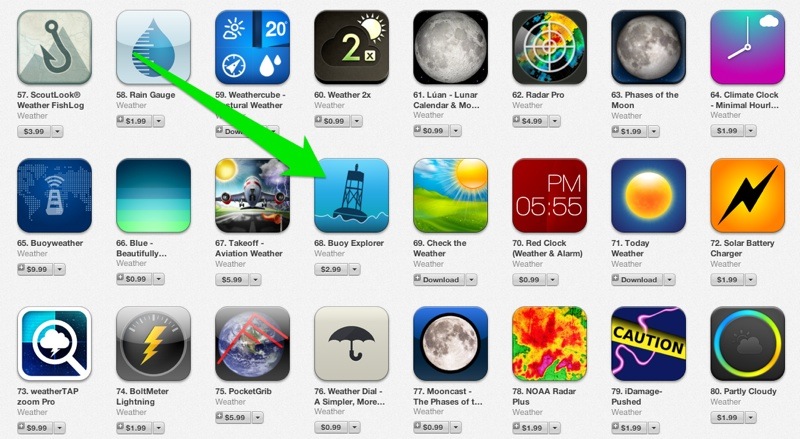 20°
2x
57. ScoutLook®
Weather FishLog
Weather
$3.99
58. Rain Gauge
Weather
$1.99
59. Weathercube -
Gestural Weather
Weather
60. Weather 2x
Weather
$0.99
61. Lúan - Lunar
Calendar & Mo...
Weather
$0.99
62. Radar Pro
Weather
$4.99
63. Phases of the
Moon
Weather
$1.99
64. Climate Clock
- Minimal Hourl...
Weather
$1.99
PM
05:55
65. Buoyweather
Weather
$9.99
66. Blue -
Beautifully...
Weather
$0.99
67. Takeoff -
Aviation Weather
Weather
$5.99
68. Buoy Explorer
Weather
$2.99
69. Check the
Weather
Weather
Download
70. Red Clock
(Weather & Alarm)
Weather
$0.99
71. Today
Weather
Weather
Download
72. Solar Battery
Charger
Weather
$1.99
CAUTION
73. weatherTAP
zoom Pro
Weather
$9.99
74. BoltMeter
Lightning
Weather
$1.99
75. PocketGrib
Weather
$5.99
76. Weather Dial -
A Simpler, More...
Weather
$0.99
77. Mooncast -
The Phases of t...
Weather
$0.99
78. NOAA Radar
Plus
Weather
$1.99
79. iDamage-
Pushed
Weather
$1.99
80. Partly Cloudy
Weather
$1.99